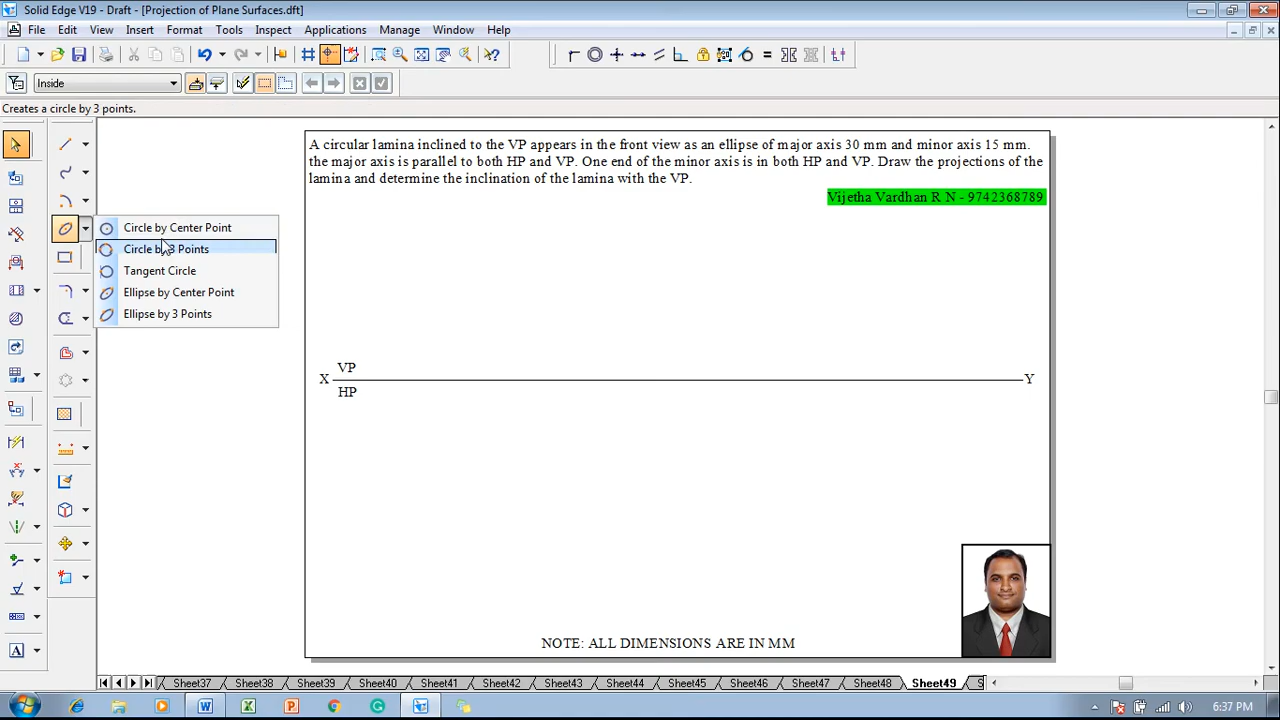 Solid Edge V19 - Draft - [Projection of Plane Surfaces.dft]
File Edit View Insert Format Tools Inspect Applications Manage Window Help
Inside
Creates a circle by 3 points.
Circle by Center Point
Circle by 3 Points
Tangent Circle
Ellipse by Center Point
Ellipse by 3 Points
A circular lamina inclined to the VP appears in the front view as an ellipse of major axis 30 mm and minor axis 15 mm.
the major axis is parallel to both HP and VP. One end of the minor axis is in both HP and VP. Draw the projections of the
lamina and determine the inclination of the lamina with the VP.
Vijetha Vardhan R N - 9742368789
VP
X Y
HP
NOTE: ALL DIMENSIONS ARE IN MM
A
Sheet37 Sheet38 Sheet39 Sheet40 Sheet41 Sheet42 Sheet43 Sheet44 Sheet45 Sheet46 Sheet47 Sheet48 Sheet49 S
6:37 PM